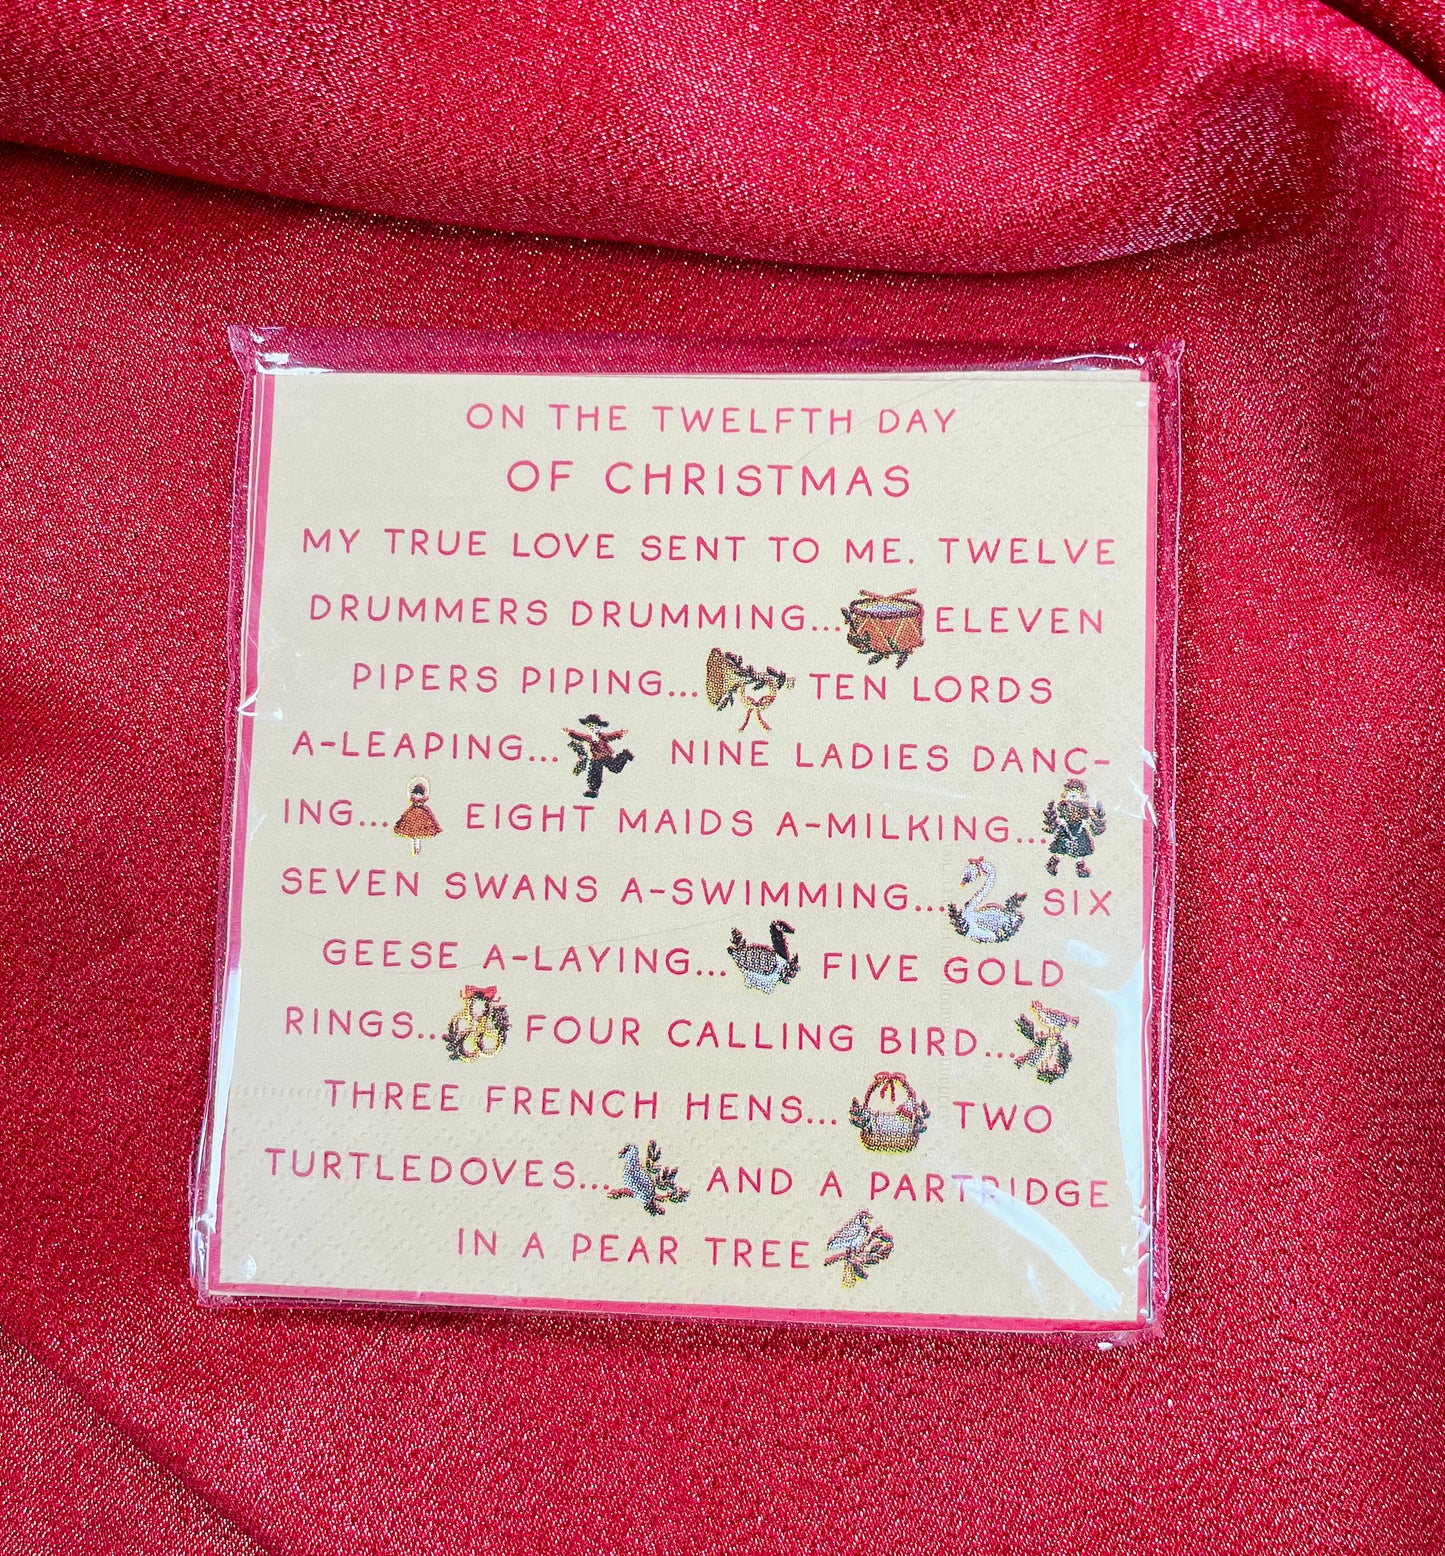 ON THE TWELFTH DAY
OF CHRISTMAS
MY TRUE LOVE SENT TO ME. TWELVE
DRUMMERS DRUMMING... ELEVEN
PIPERS PIPING... TEN LORDS
A-LEAPING... NINE LADIES DANC-
ING... EIGHT MAIDS A-MILKING...
SEVEN SWANS A-SWIMMING... SIX
GEESE A-LAYING... FIVE GOLD
RINGS... FOUR CALLING BIRD...
THREE FRENCH HENS... TWO
TURTLEDOVES... AND A PARTRIDGE
IN A PEAR TREE